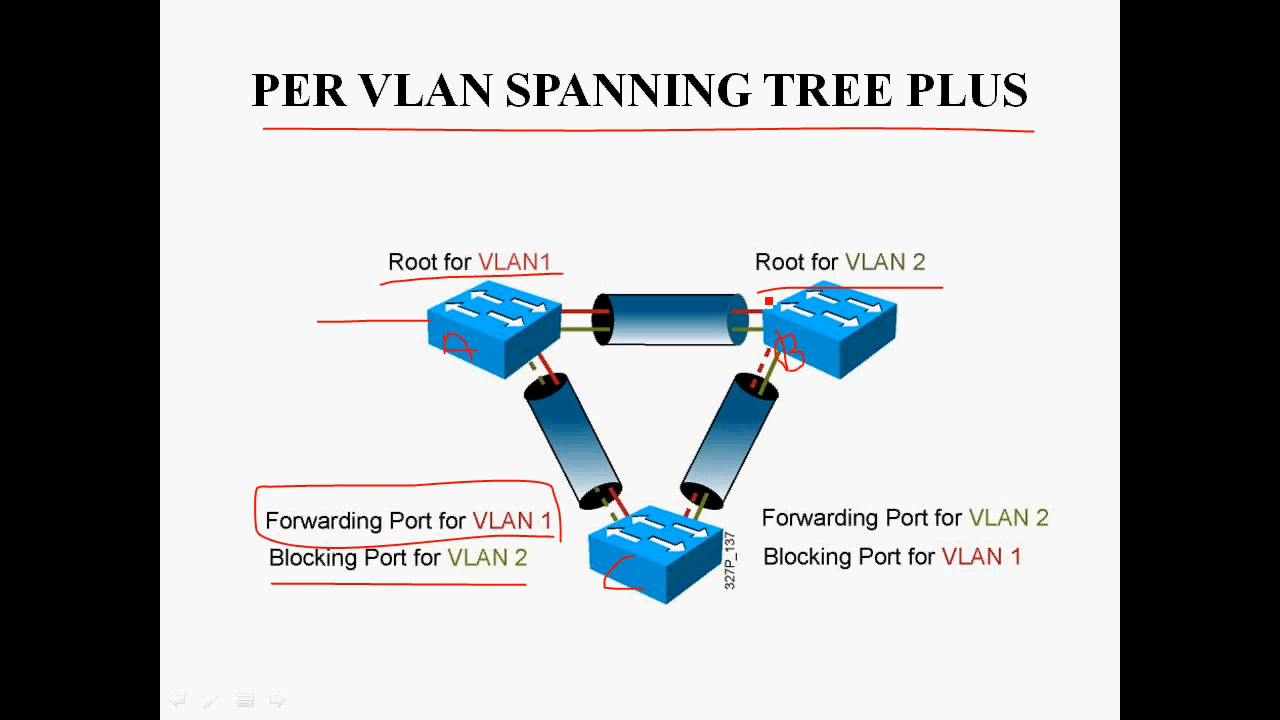 PER VLAN SPANNING TREE PLUS
Root for VLAN1
Root for VLAN 2
A
B
Forwarding Port for VLAN 1
Blocking Port for VLAN 2
C
327P_137
Forwarding Port for VLAN 2
Blocking Port for VLAN 1